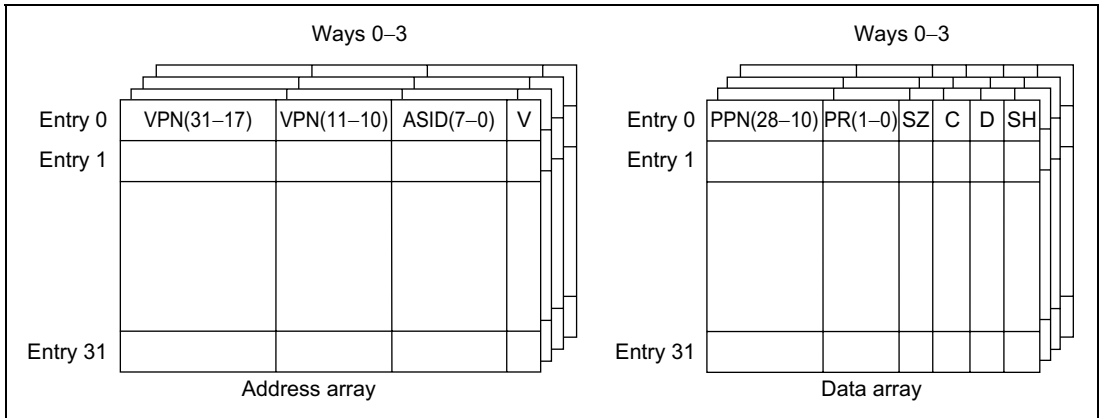 Ways 0–3
Entry 0 VPN(31–17) VPN(11–10) ASID(7–0) V
Entry 1
Entry 31
Address array
Ways 0–3
Entry 0 PPN(28–10) PR(1–0) SZ C D SH
Entry 1
Entry 31
Data array